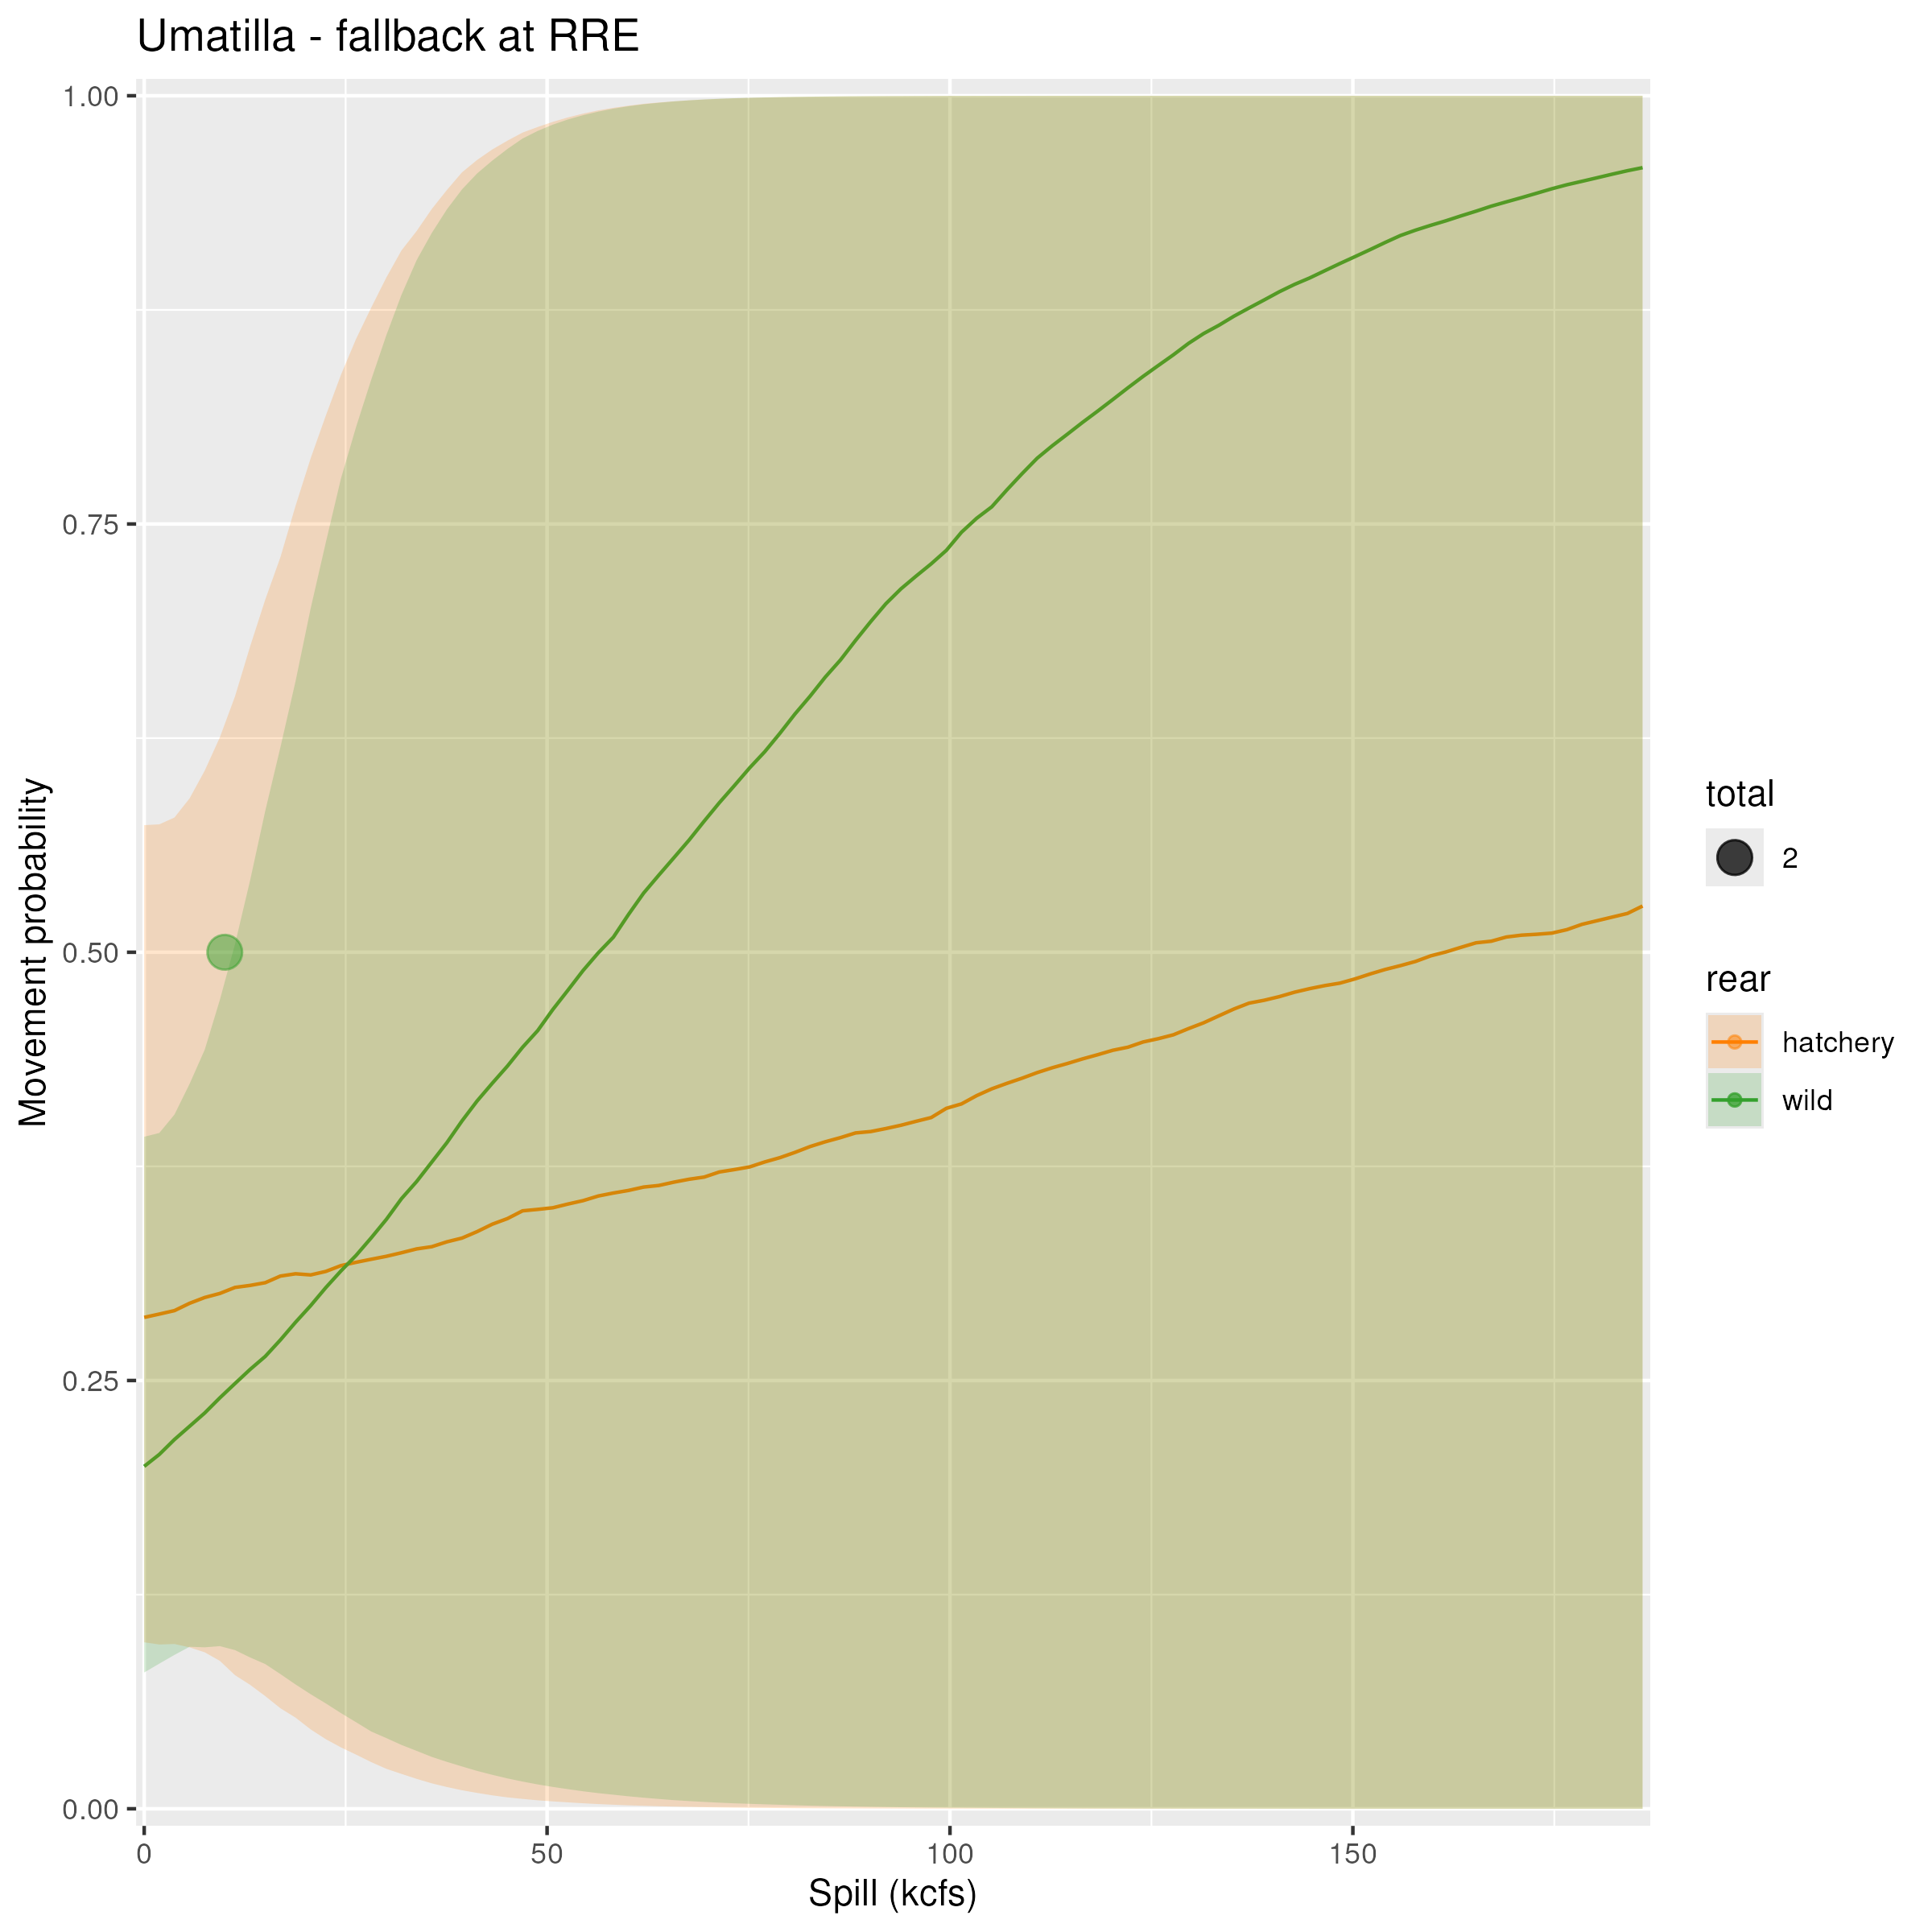 Umatilla - fallback at RRE
Movement probability
1.00
0.75
0.50
0.25
0.00
0
50
100
150
Spill (kcfs)
total
2
rear
hatchery
wild